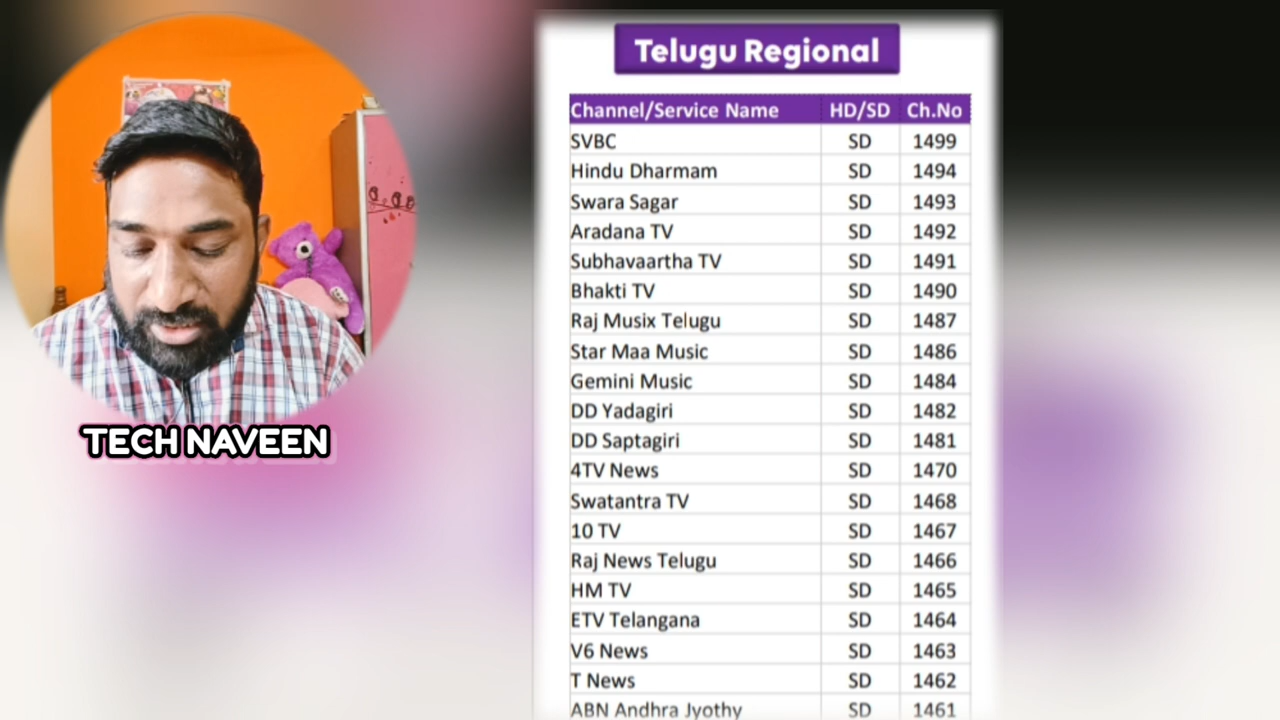 Telugu Regional
Channel/Service Name HD/SD Ch.No
SVBC SD 1499
Hindu Dharmam SD 1494
Swara Sagar SD 1493
Aradana TV SD 1492
Subhavaartha TV SD 1491
Bhakti TV SD 1490
Raj Musix Telugu SD 1487
Star Maa Music SD 1486
Gemini Music SD 1484
DD Yadagiri SD 1482
DD Saptagiri SD 1481
4TV News SD 1470
Swatantra TV SD 1468
10 TV SD 1467
Raj News Telugu SD 1466
HM TV SD 1465
ETV Telangana SD 1464
V6 News SD 1463
T News SD 1462
ABN Andhra Jyothy SD 1461
TECH NAVEEN